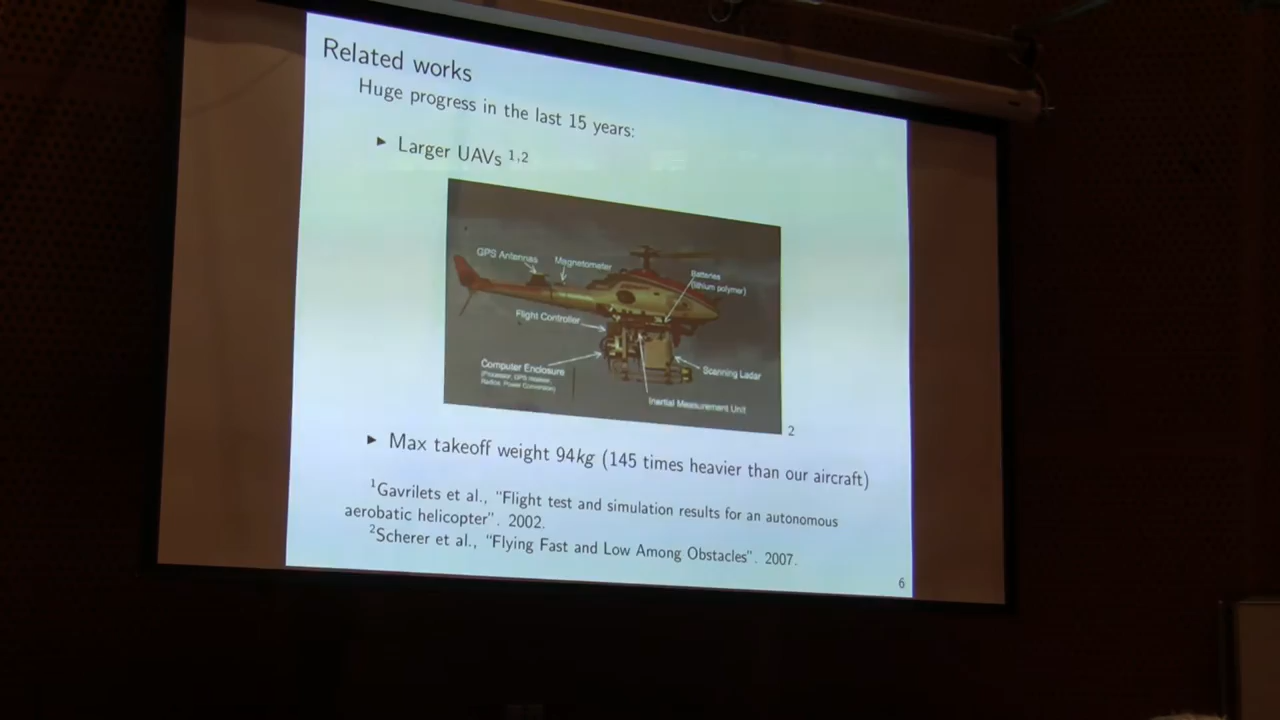 Related works
Huge progress in the last 15 years:
▶ Larger UAVs 1,2
GPS Antennas
Magnetometer
Batteries
(lithium polymer)
Flight Controller
Computer Enclosure
Scanning Ladar
Inertial Measurement Unit
2
▶ Max takeoff weight 94kg (145 times heavier than our aircraft)
1Gavrilets et al., "Flight test and simulation results for an autonomous
aerobatic helicopter". 2002.
2Scherer et al., "Flying Fast and Low Among Obstacles". 2007.
6